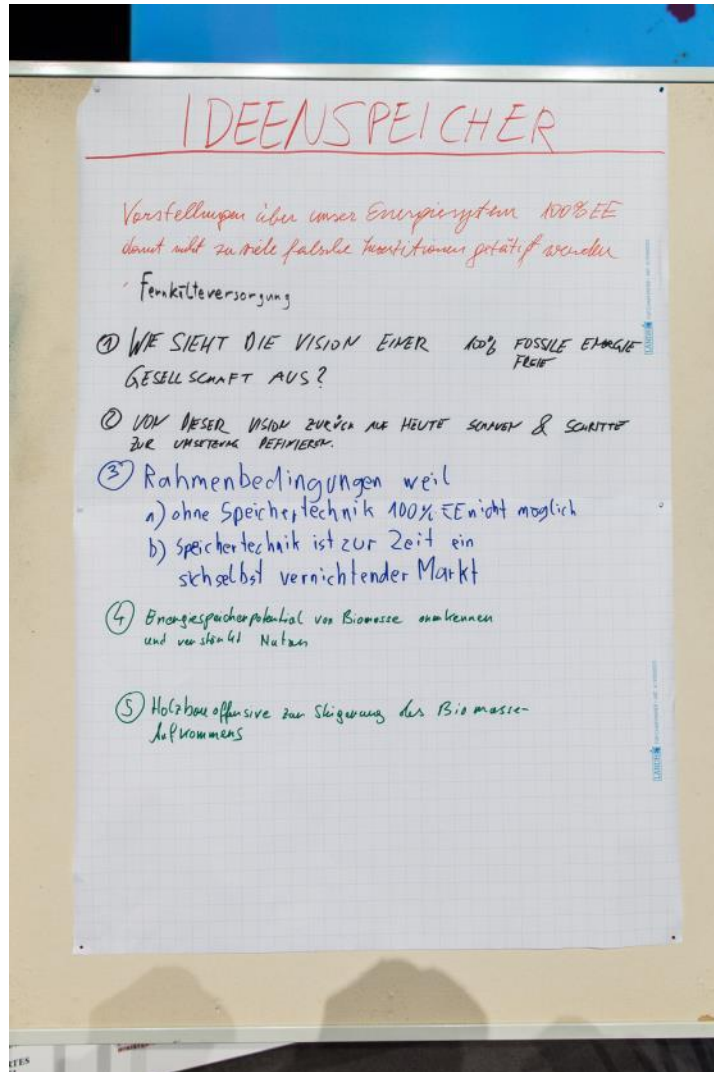 IDEENSPEICHER
Vorstellungen über unser Energiesystem 100% EE
damit nicht zu viele falsche Investitionen getätigt werden
Fernkälteversorgung
① WIE SIEHT DIE VISION EINER 100% FOSSILE ENERGIE
FREIE
GESELLSCHAFT AUS?
② VON DIESER VISION ZURÜCK AUF HEUTE SCHAUEN & SCHRITTE
ZUR UMSETZUNG DEFINIEREN.
③ Rahmenbedingungen weil
a) ohne Speichertechnik 100% EE nicht möglich
b) Speichertechnik ist zur Zeit ein
sich selbst vernichtender Markt
④ Energiespeicherpotential von Biomasse anerkennen
und verstärkt Nutzen
⑤ Holzbauoffensive zur Steigerung des Biomasse-
Aufkommens